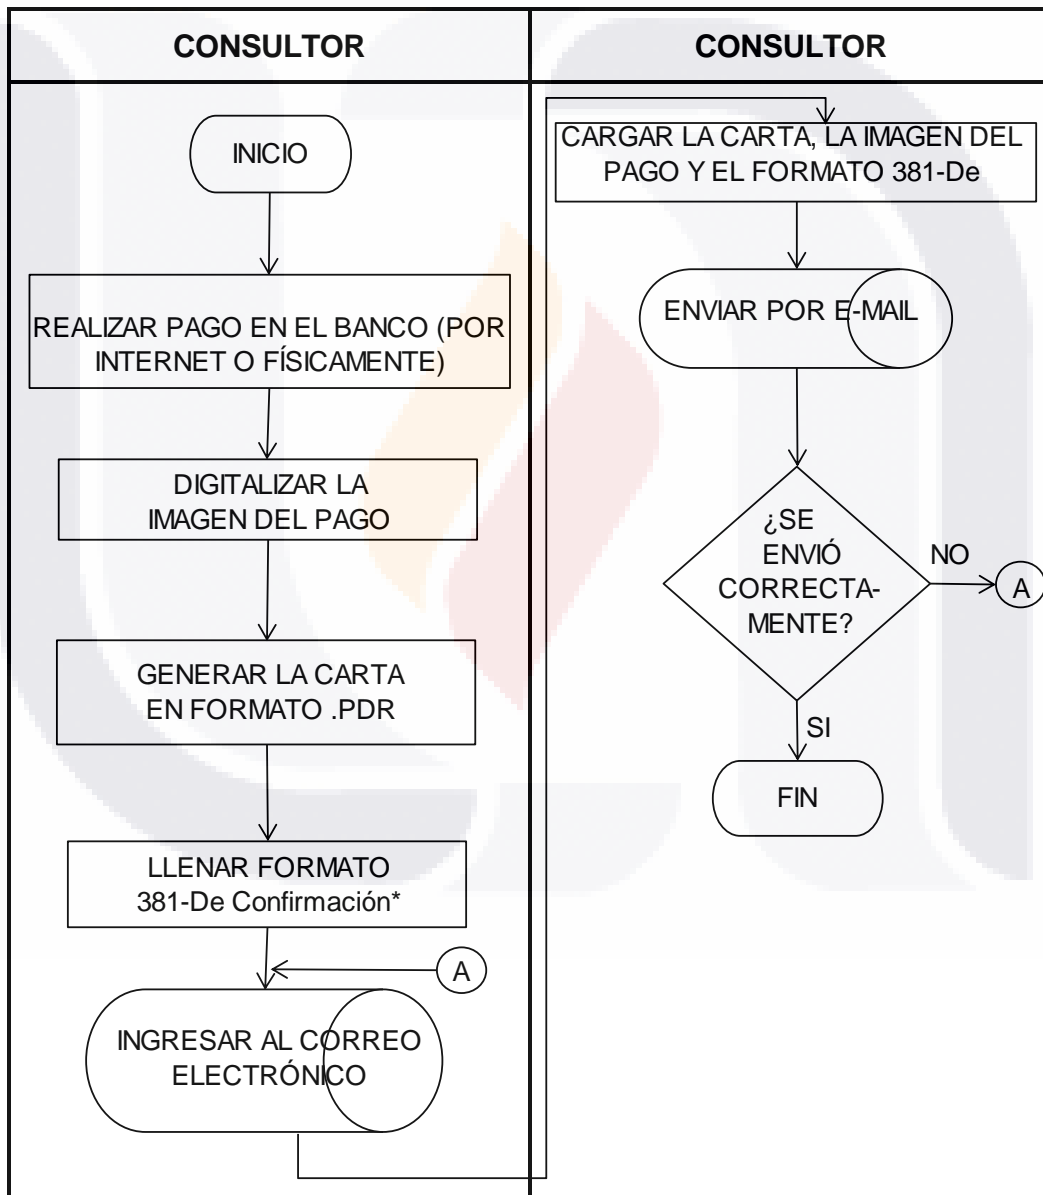 CONSULTOR
INICIO
REALIZAR PAGO EN EL BANCO (POR
INTERNET O FÍSICAMENTE)
DIGITALIZAR LA
IMAGEN DEL PAGO
GENERAR LA CARTA
EN FORMATO .PDR
LLENAR FORMATO
381-De Confirmación*
A
INGRESAR AL CORREO
ELECTRÓNICO
CONSULTOR
CARGAR LA CARTA, LA IMAGEN DEL
PAGO Y EL FORMATO 381-De
ENVIAR POR E-MAIL
¿SE
ENVIÓ
CORRECTA-
MENTE?
NO
A
SI
FIN